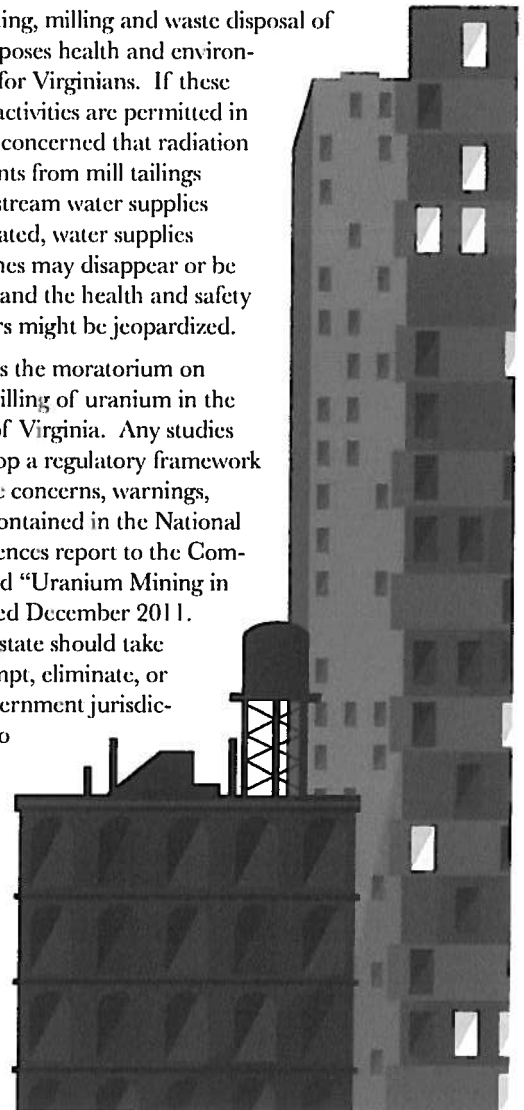 ing, milling and waste disposal of
poses health and environ-
for Virginians. If these
activities are permitted in
concerned that radiation
nts from mill tailings
stream water supplies
ated, water supplies
nes may disappear or be
and the health and safety
rs might be jeopardized.
s the moratorium on
illing of uranium in the
of Virginia. Any studies
op a regulatory framework
e concerns, warnings,
ontained in the National
ences report to the Com-
d “Uranium Mining in
ed December 2011.
state should take
mpt, eliminate, or
ernment jurisdic-
o